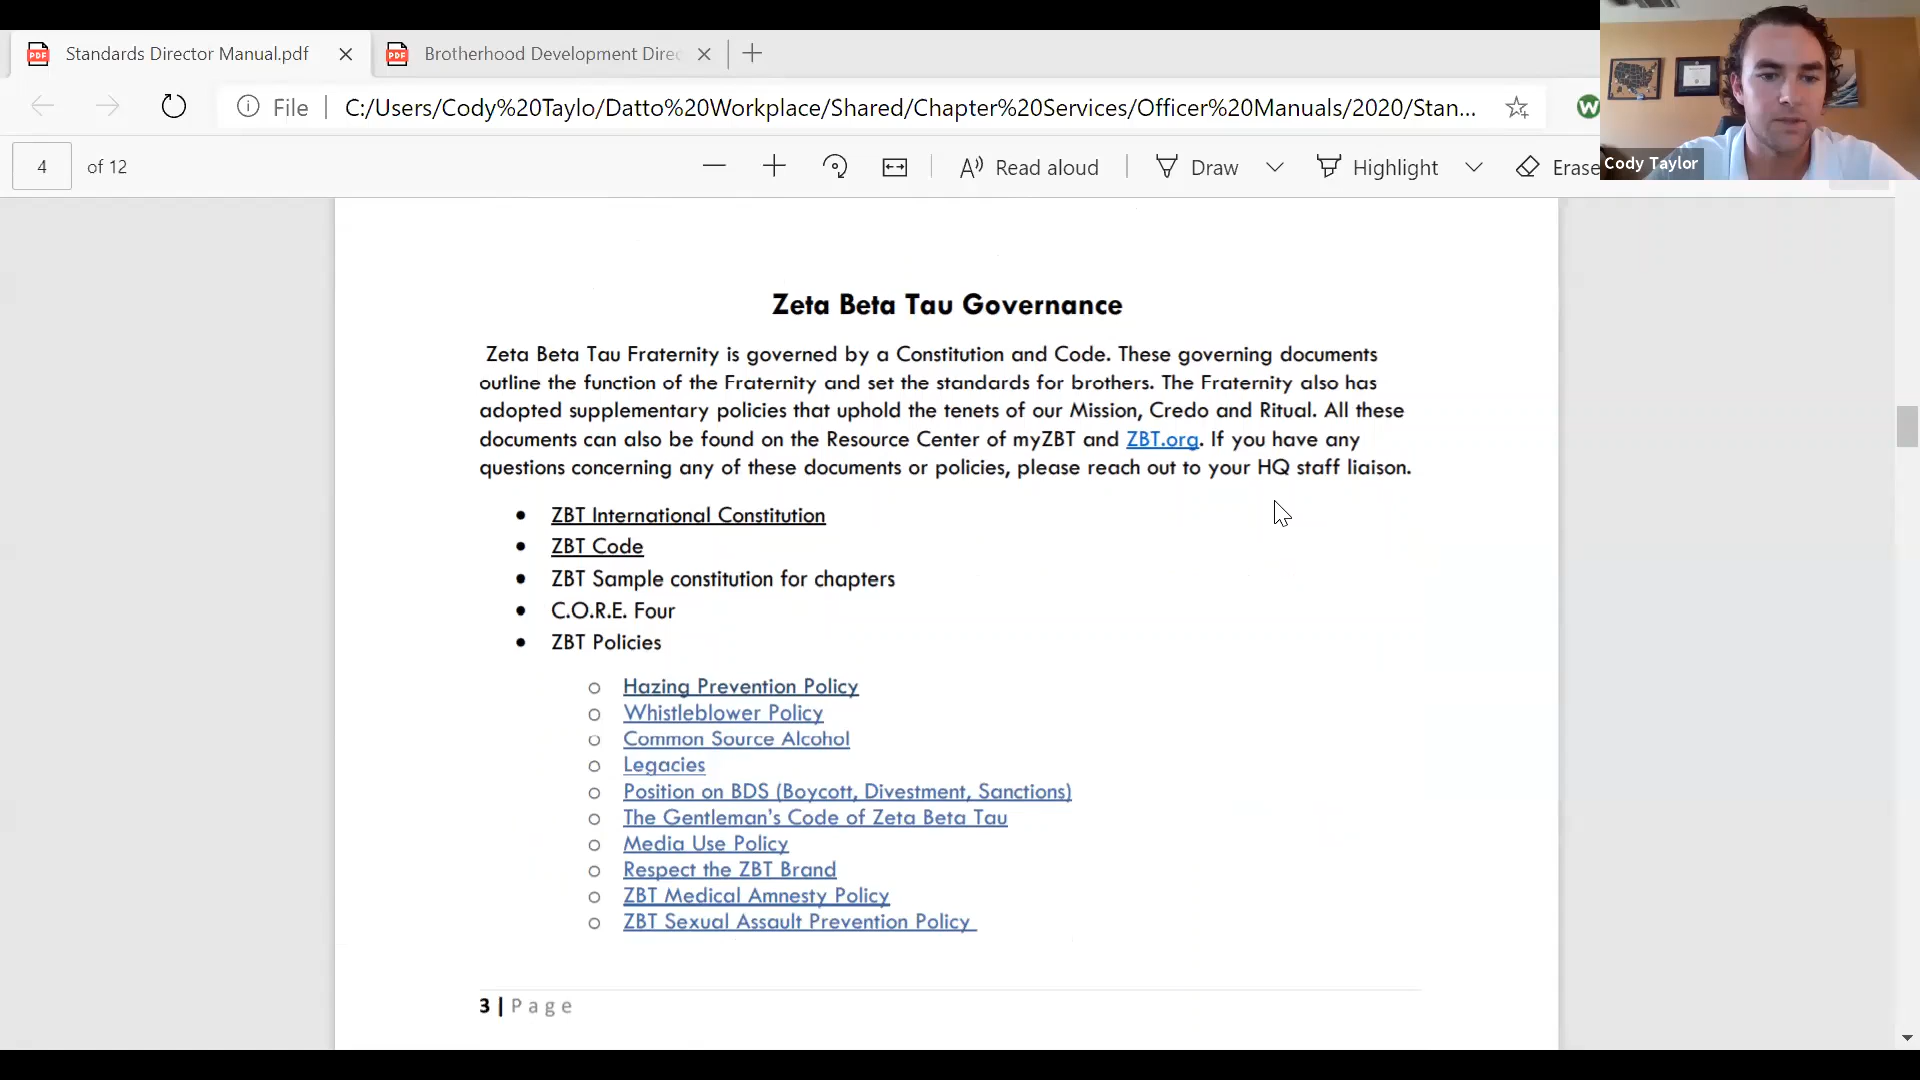 Standards Director Manual.pdf
Brotherhood Development Direc
File
C:/Users/Cody%20Taylo/Datto%20Workplace/Shared/Chapter%20Services/Officer%20Manuals/2020/Stan...
W
4 of 12
Read aloud
Draw
Highlight
Erase
Cody Taylor
Zeta Beta Tau Governance
Zeta Beta Tau Fraternity is governed by a Constitution and Code. These governing documents
outline the function of the Fraternity and set the standards for brothers. The Fraternity also has
adopted supplementary policies that uphold the tenets of our Mission, Credo and Ritual. All these
documents can also be found on the Resource Center of myZBT and ZBT.org. If you have any
questions concerning any of these documents or policies, please reach out to your HQ staff liaison.
• ZBT International Constitution
• ZBT Code
• ZBT Sample constitution for chapters
• C.O.R.E. Four
• ZBT Policies
o Hazing Prevention Policy
o Whistleblower Policy
o Common Source Alcohol
o Legacies
o Position on BDS (Boycott, Divestment, Sanctions)
o The Gentleman's Code of Zeta Beta Tau
o Media Use Policy
o Respect the ZBT Brand
o ZBT Medical Amnesty Policy
o ZBT Sexual Assault Prevention Policy
3 | Page